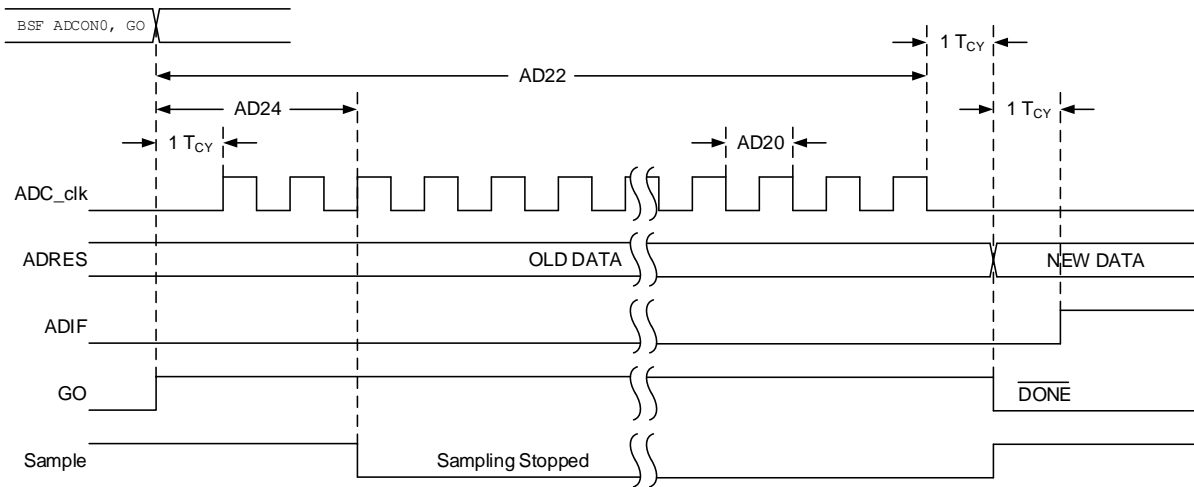 BSF ADCON0, GO
1 TCY
AD22
AD24
1 TCY
1 TCY
AD20
ADC_clk
ADRES
OLD DATA
NEW DATA
ADIF
GO
DONE
Sample
Sampling Stopped